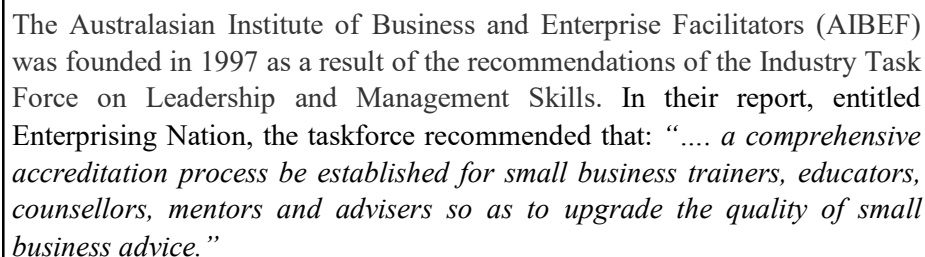 The Australasian Institute of Business and Enterprise Facilitators (AIBEF)
was founded in 1997 as a result of the recommendations of the Industry Task
Force on Leadership and Management Skills. In their report, entitled
Enterprising Nation, the taskforce recommended that: “.... a comprehensive
accreditation process be established for small business trainers, educators,
counsellors, mentors and advisers so as to upgrade the quality of small
business advice.”